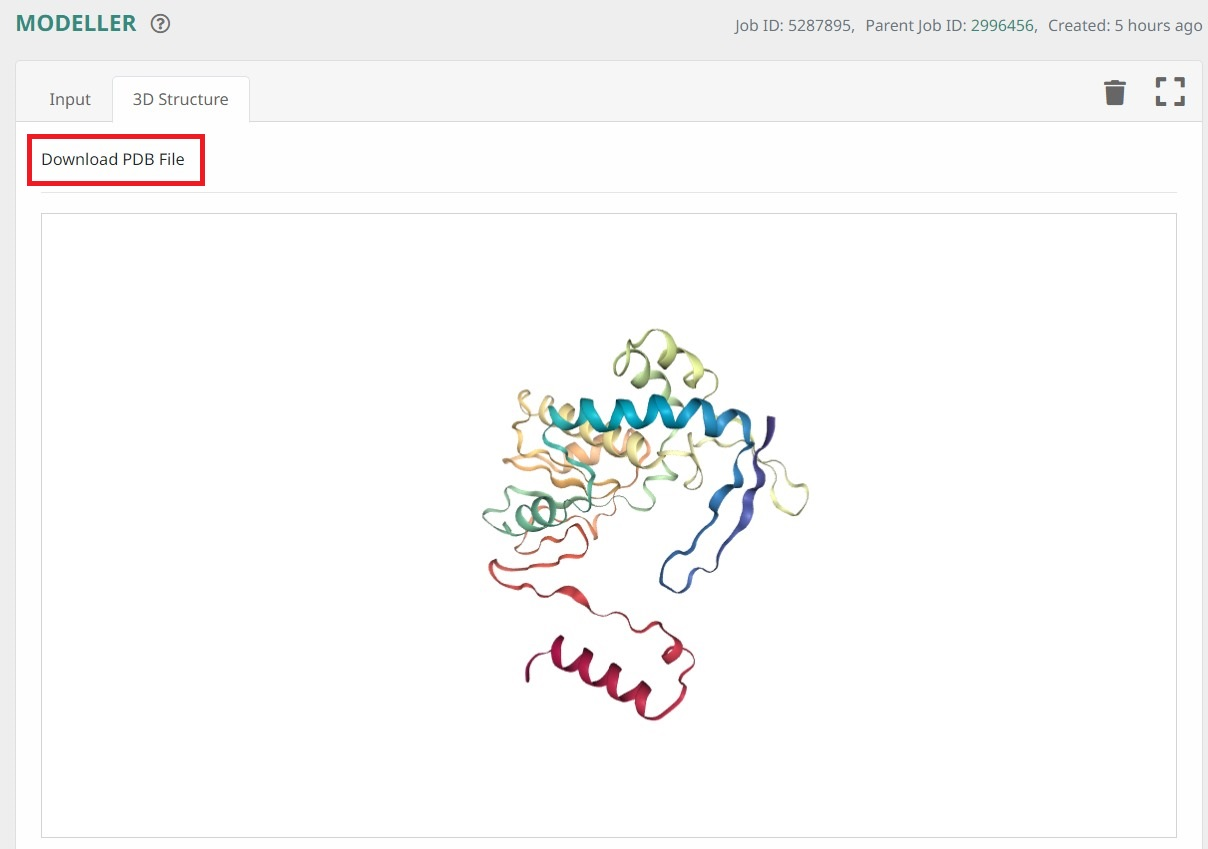 MODELLER ?
Job ID: 5287895, Parent Job ID: 2996456, Created: 5 hours ago
Input 3D Structure
Download PDB File